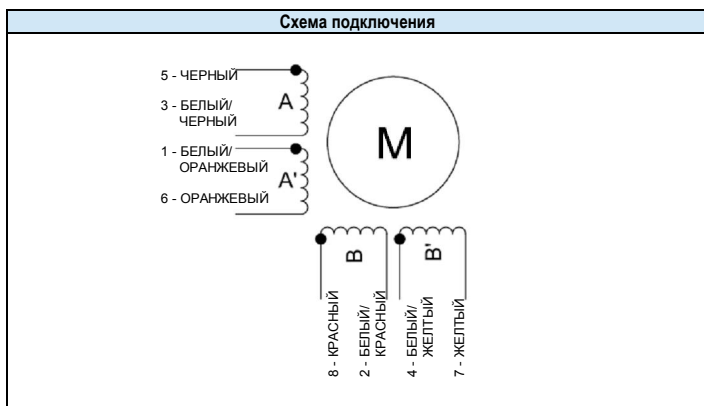 Схема подключения
5 - ЧЕРНЫЙ
3 - БЕЛЫЙ/
ЧЕРНЫЙ
A
1 - БЕЛЫЙ/
ОРАНЖЕВЫЙ
A'
6 - ОРАНЖЕВЫЙ
M
B
B'
8 - КРАСНЫЙ
2 - БЕЛЫЙ/
КРАСНЫЙ
4 - БЕЛЫЙ/
ЖЕЛТЫЙ
7 - ЖЕЛТЫЙ